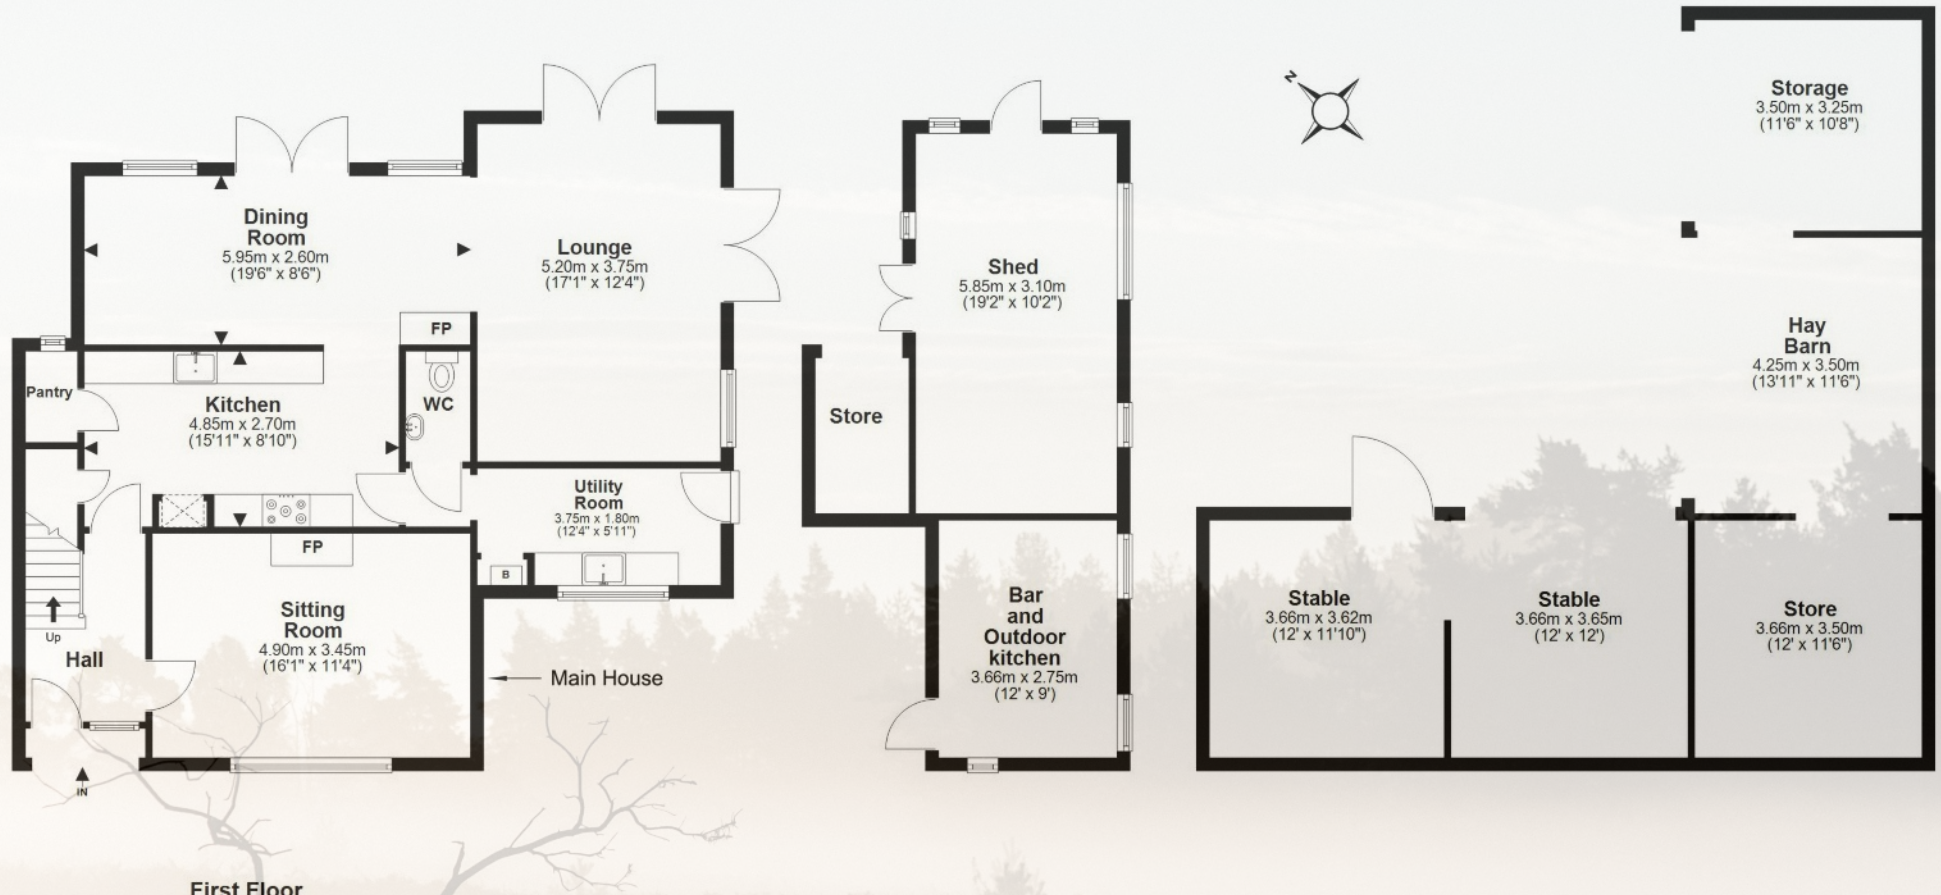 Dining
Room
5.95m x 2.60m
(19'6" x 8'6")
Lounge
5.20m x 3.75m
(17'1" x 12'4")
FP
Pantry
Kitchen
4.85m x 2.70m
(15'11" x 8'10")
WC
Utility
Room
3.75m x 1.80m
(12'4" x 5'11")
B
FP
Sitting
Room
4.90m x 3.45m
(16'1" x 11'4")
Up
Hall
IN
Main House
Shed
5.85m x 3.10m
(19'2" x 10'2")
Store
Bar
and
Outdoor
kitchen
3.66m x 2.75m
(12' x 9')
N
Storage
3.50m x 3.25m
(11'6" x 10'8")
Hay
Barn
4.25m x 3.50m
(13'11" x 11'6")
Stable
3.66m x 3.62m
(12' x 11'10")
Stable
3.66m x 3.65m
(12' x 12')
Store
3.66m x 3.50m
(12' x 11'6")
First Floor